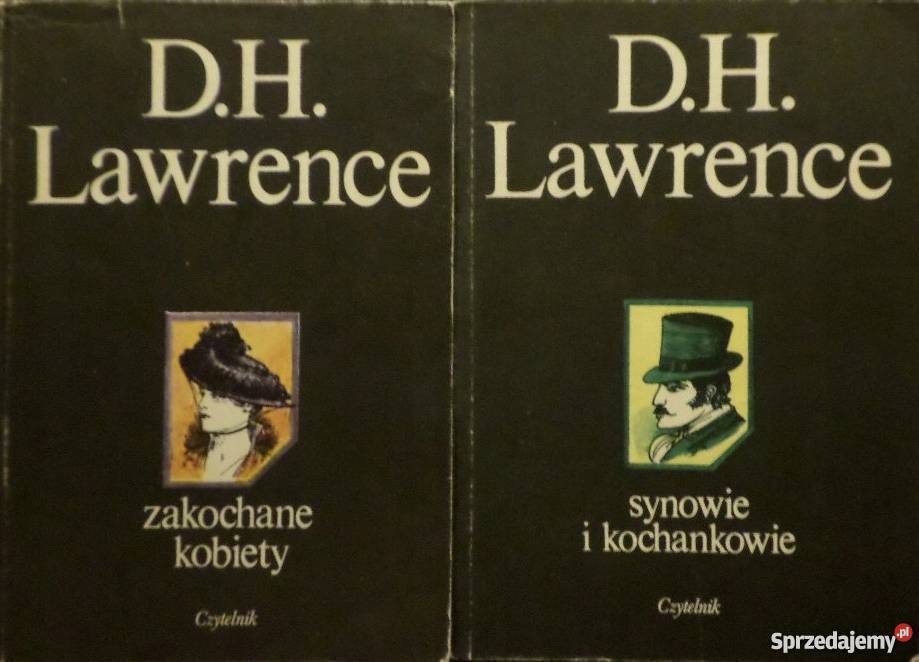 D.H.
Lawrence
zakochane
kobiety
Czytelnik
D.H.
Lawrence
synowie
i kochankowie
Czytelnik
Sprzedajemy.pl